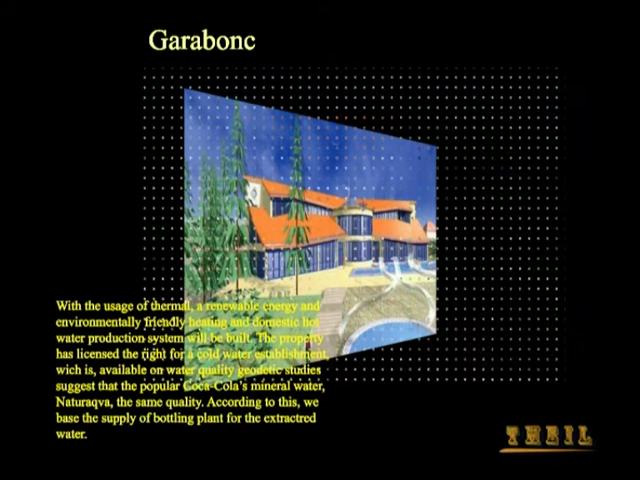 Garabonc
With the usage of thermal, a renewable energy and
environmentally friendly heating and domestic hot
water production system will be built. The property
has licensed the right for a cold water establishment
wich is, available on water quality geodetic studies
suggest that the popular Coca-Cola's mineral water,
Naturaqva, the same quality. According to this, we
base the supply of bottling plant for the extractred
water.
THEIL